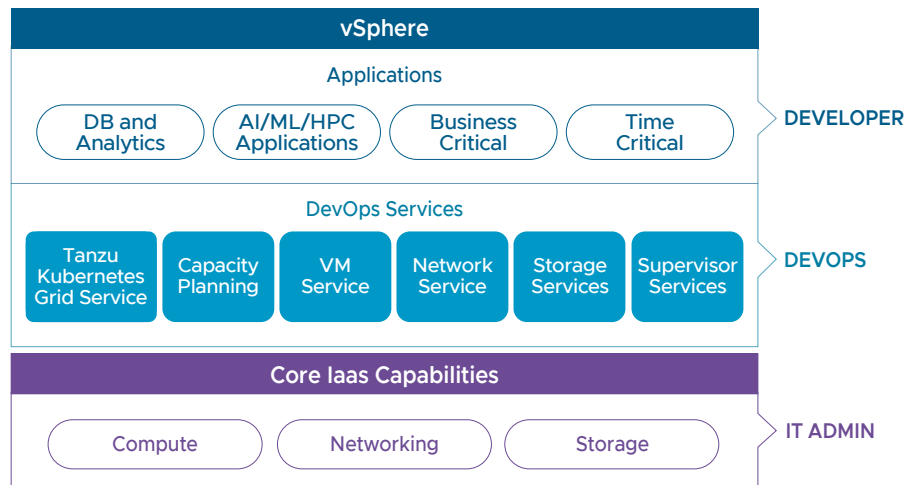 vSphere
Applications
DB and
Analytics
AI/ML/HPC
Applications
Business
Critical
Time
Critical
DEVELOPER
DevOps Services
Tanzu
Kubernetes
Grid Service
Capacity
Planning
VM
Service
Network
Service
Storage
Services
Supervisor
Services
DEVOPS
Core Iaas Capabilities
Compute
Networking
Storage
IT ADMIN